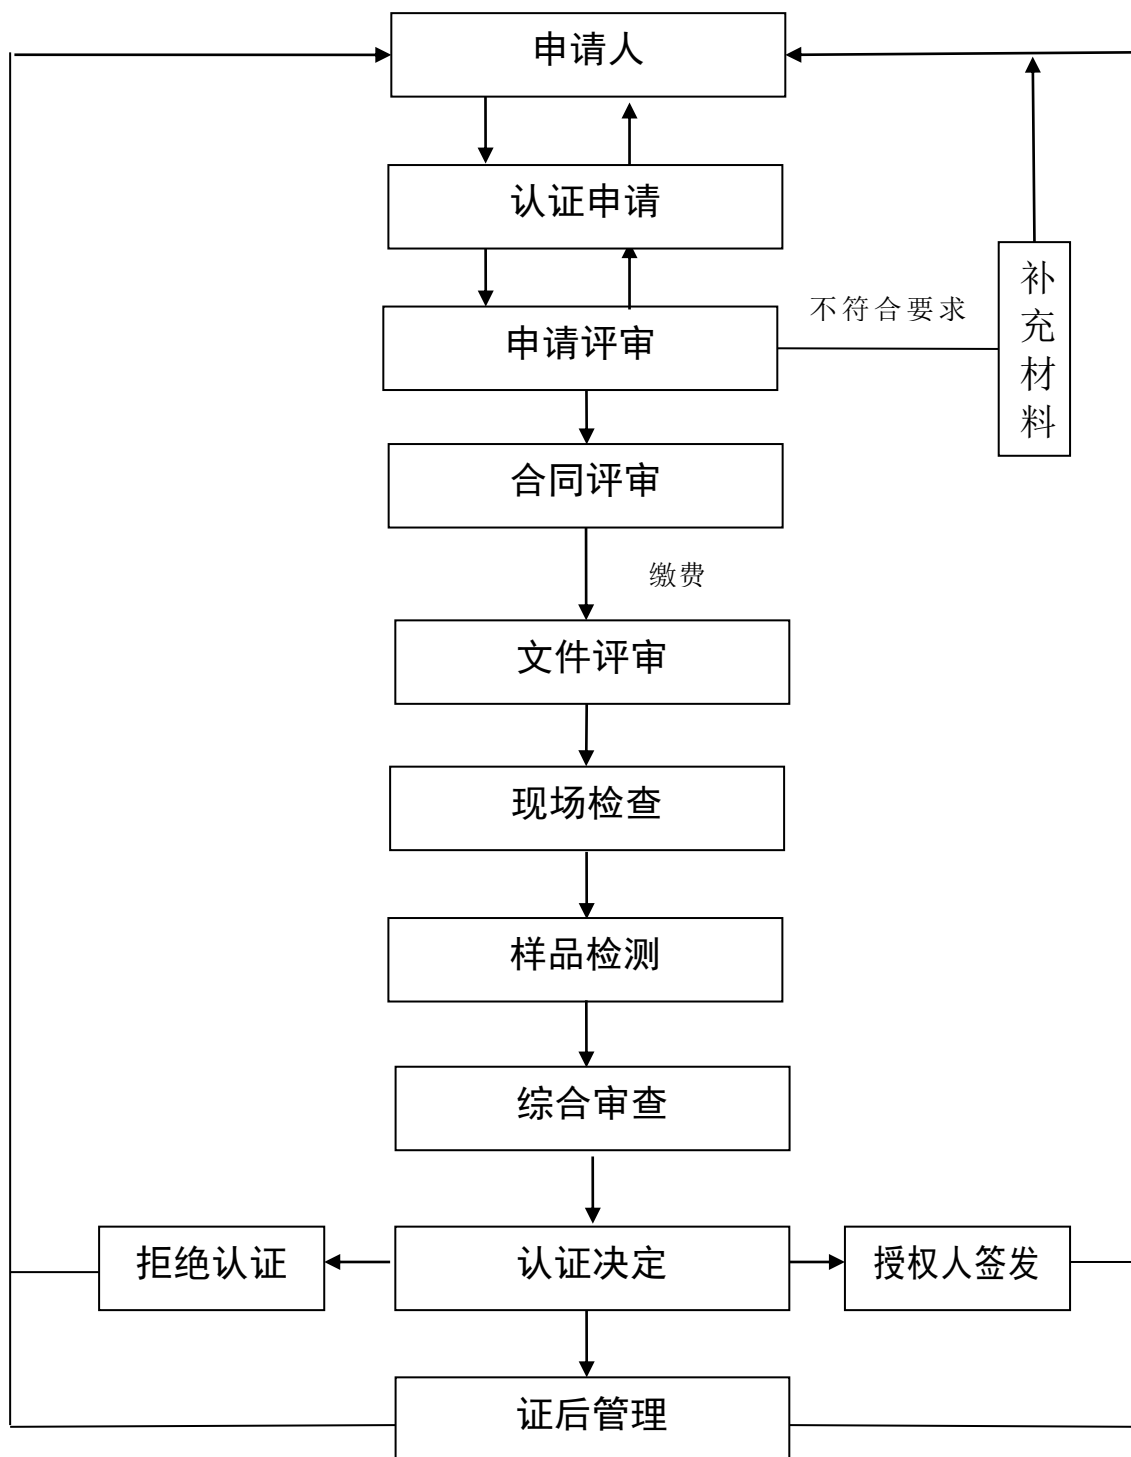 申请人
认证申请
不符合要求
补充材料
申请评审
合同评审
缴费
文件评审
现场检查
样品检测
综合审查
拒绝认证
认证决定
授权人签发
证后管理